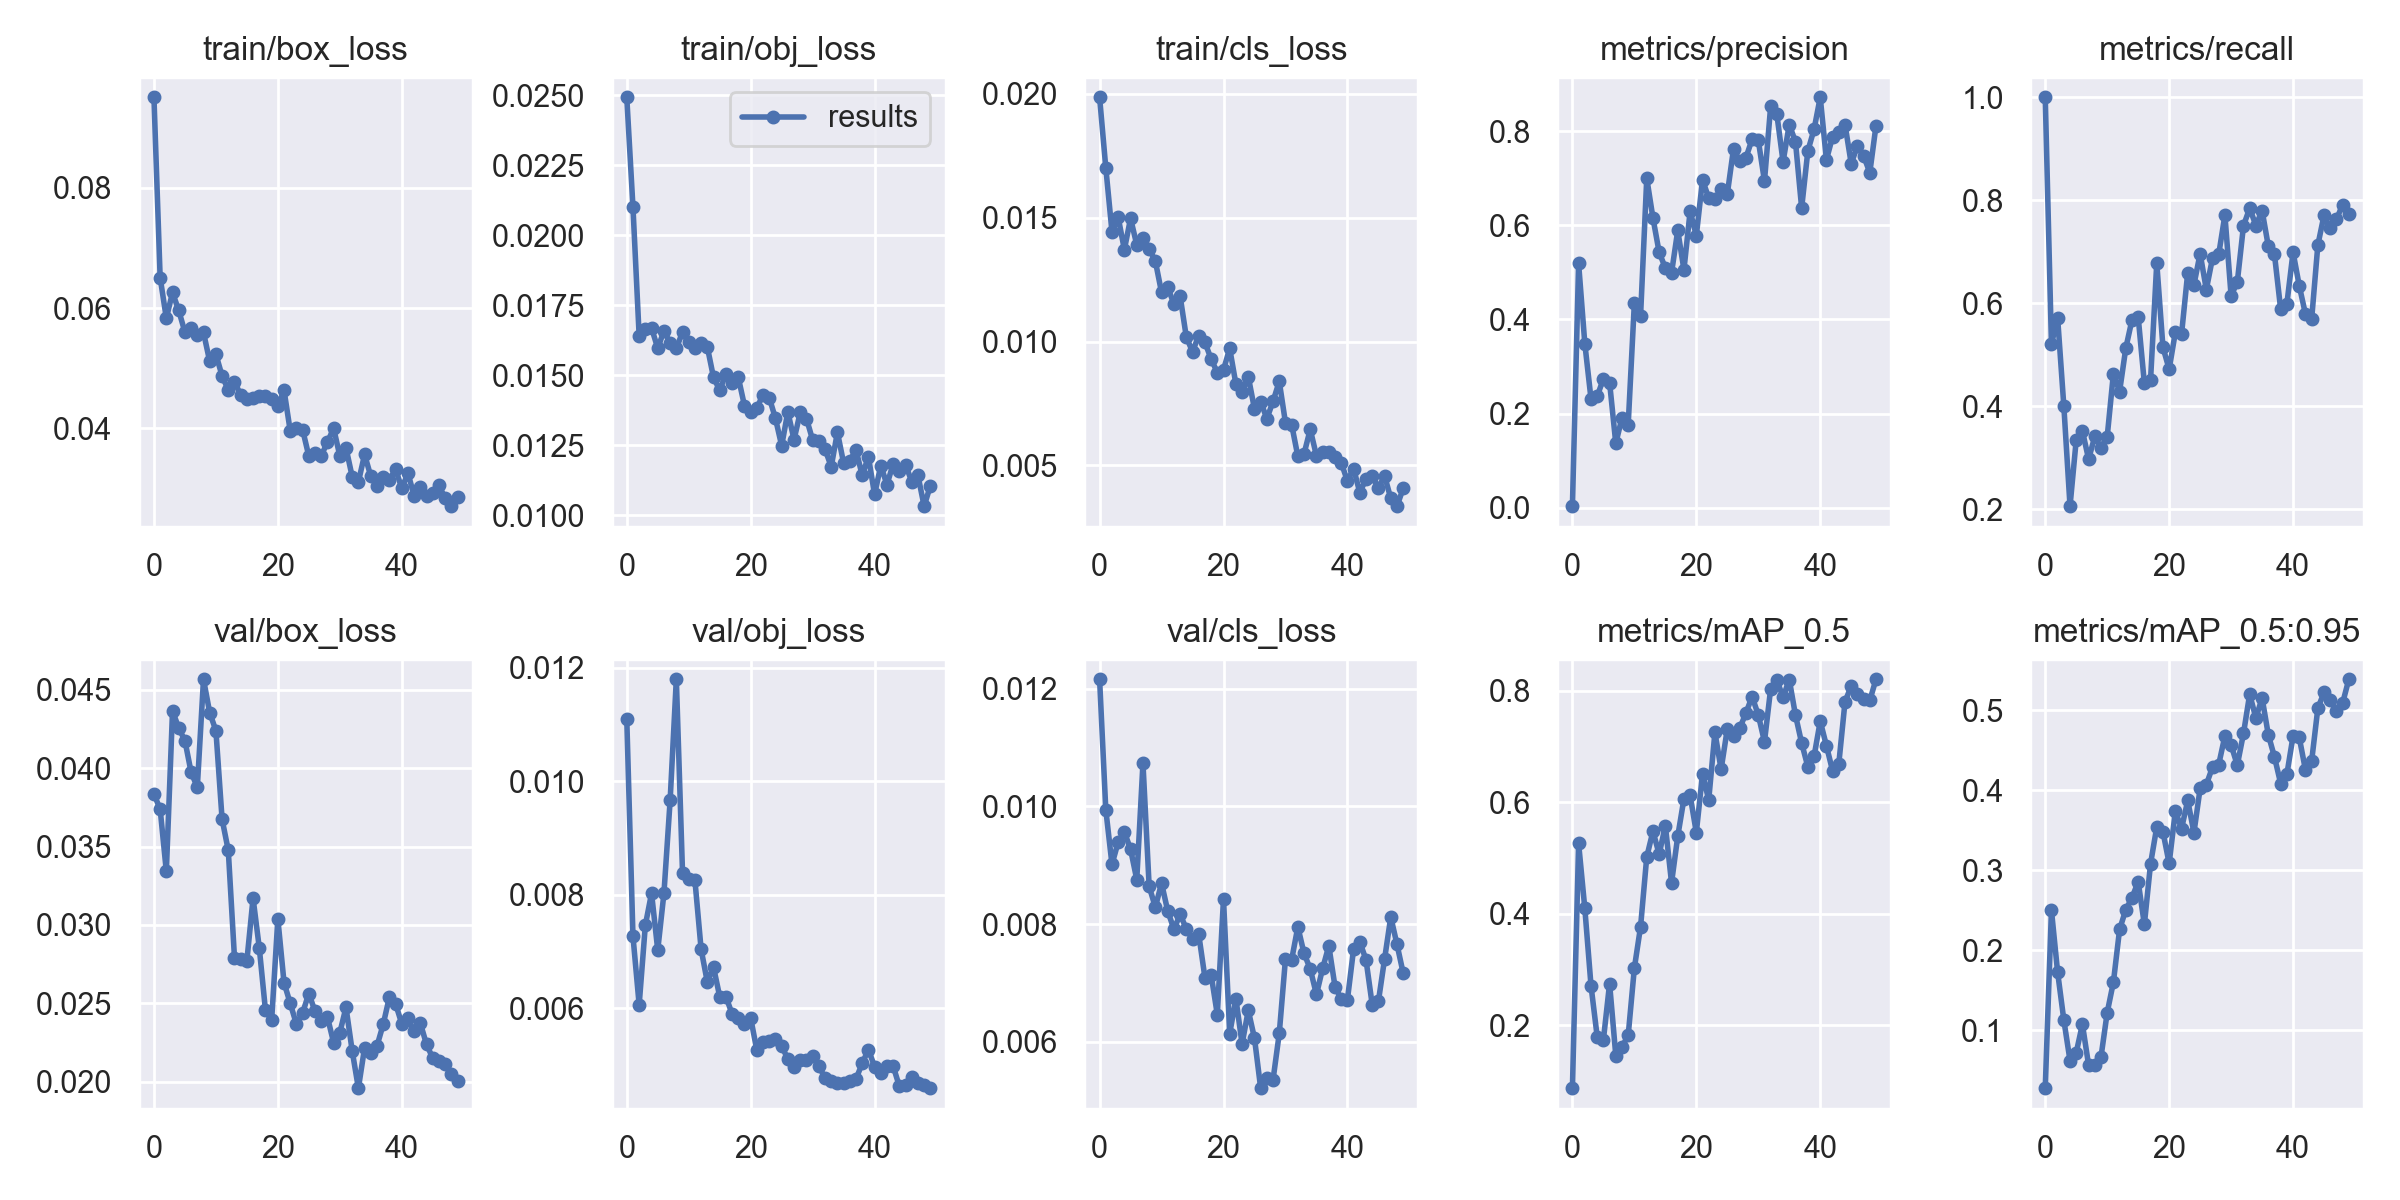 train/box_loss
0.08
0.06
0.04
0 20 40
train/obj_loss
results
0.0250
0.0225
0.0200
0.0175
0.0150
0.0125
0.0100
0 20 40
train/cls_loss
0.020
0.015
0.010
0.005
0 20 40
metrics/precision
0.8
0.6
0.4
0.2
0.0
0 20 40
metrics/recall
1.0
0.8
0.6
0.4
0.2
0 20 40
val/box_loss
0.045
0.040
0.035
0.030
0.025
0.020
0 20 40
val/obj_loss
0.012
0.010
0.008
0.006
0 20 40
val/cls_loss
0.012
0.010
0.008
0.006
0 20 40
metrics/mAP_0.5
0.8
0.6
0.4
0.2
0 20 40
metrics/mAP_0.5:0.95
0.5
0.4
0.3
0.2
0.1
0 20 40